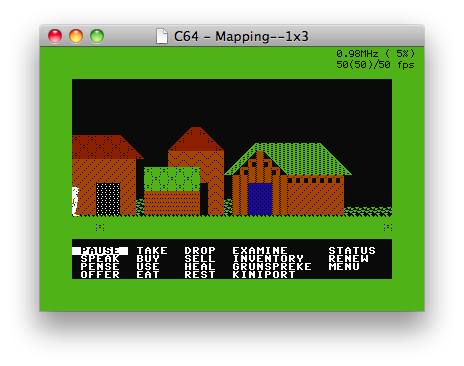 C64 - Mapping--1x3
0.98MHz ( 5%)
50(50)/50 fps
PAUSE TAKE DROP EXAMINE STATUS
SPEAK BUY SELL INVENTORY RENEW
PENSE USE HEAL GRUNSPREKE MENU
OFFER EAT REST KINIPORT